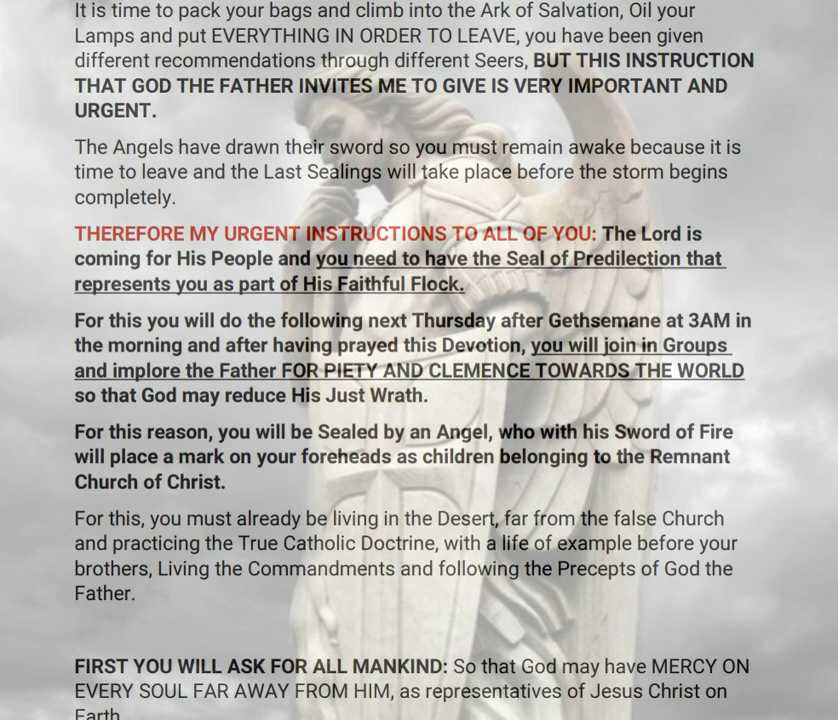 It is time to pack your bags and climb into the Ark of Salvation, Oil your
Lamps and put EVERYTHING IN ORDER TO LEAVE, you have been given
different recommendations through different Seers, BUT THIS INSTRUCTION
THAT GOD THE FATHER INVITES ME TO GIVE IS VERY IMPORTANT AND
URGENT.
The Angels have drawn their sword so you must remain awake because it is
time to leave and the Last Sealings will take place before the storm begins
completely.
THEREFORE MY URGENT INSTRUCTIONS TO ALL OF YOU: The Lord is
coming for His People and you need to have the Seal of Predilection that
represents you as part of His Faithful Flock.
For this you will do the following next Thursday after Gethsemane at 3AM in
the morning and after having prayed this Devotion, you will join in Groups
and implore the Father FOR PIETY AND CLEMENCE TOWARDS THE WORLD
so that God may reduce His Just Wrath.
For this reason, you will be Sealed by an Angel, who with his Sword of Fire
will place a mark on your foreheads as children belonging to the Remnant
Church of Christ.
For this, you must already be living in the Desert, far from the false Church
and practicing the True Catholic Doctrine, with a life of example before your
brothers, Living the Commandments and following the Precepts of God the
Father.
FIRST YOU WILL ASK FOR ALL MANKIND: So that God may have MERCY ON
EVERY SOUL FAR AWAY FROM HIM, as representatives of Jesus Christ on
Earth